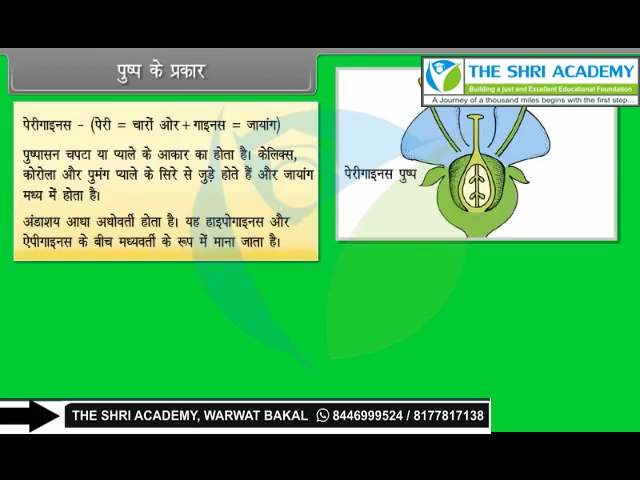 पुष्प के प्रकार
THE SHRI ACADEMY
Building a just and Excellent Educational Foundation
A Journey of a thousand miles begins with the first step...
पेरीगाइनस - (पेरी = चारों ओर + गाइनस = जायांग)
पुष्पासन चपटा या प्याले के आकार का होता है। केलिक्स,
कोरोला और पुमंग प्याले के सिरे से जुड़े होते हैं और जायांग
मध्य में होता है।
अंडाशय आधा अधोवर्ती होता है। यह हाइपोगाइनस और
ऐपीगाइनस के बीच मध्यवर्ती के रूप में माना जाता है।
पेरीगाइनस पुष्प
THE SHRI ACADEMY, WARWAT BAKAL 8446999524 / 8177817138